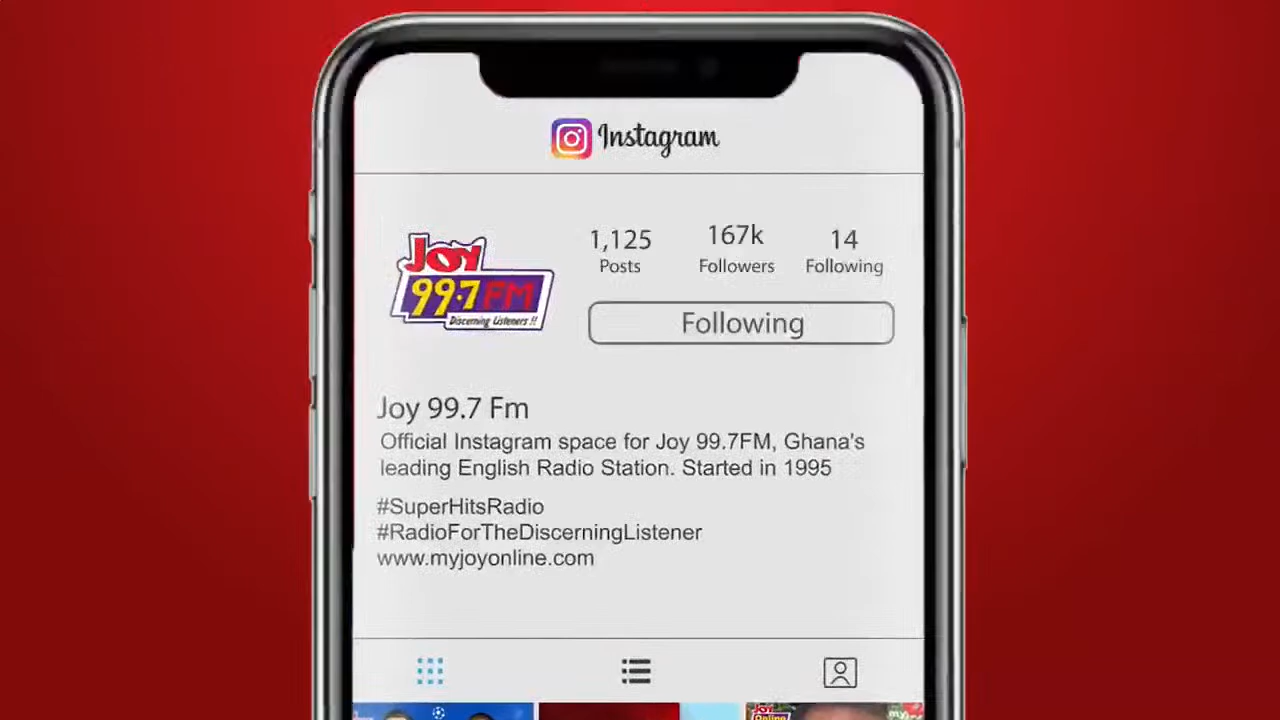 Instagram
JOY
99.7 FM
Discerning Listeners !!
1,125
Posts
167k
Followers
14
Following
Following
Joy 99.7 Fm
Official Instagram space for Joy 99.7FM, Ghana's
leading English Radio Station. Started in 1995
#SuperHitsRadio
#RadioForTheDiscerningListener
www.myjoyonline.com
JOY
Online